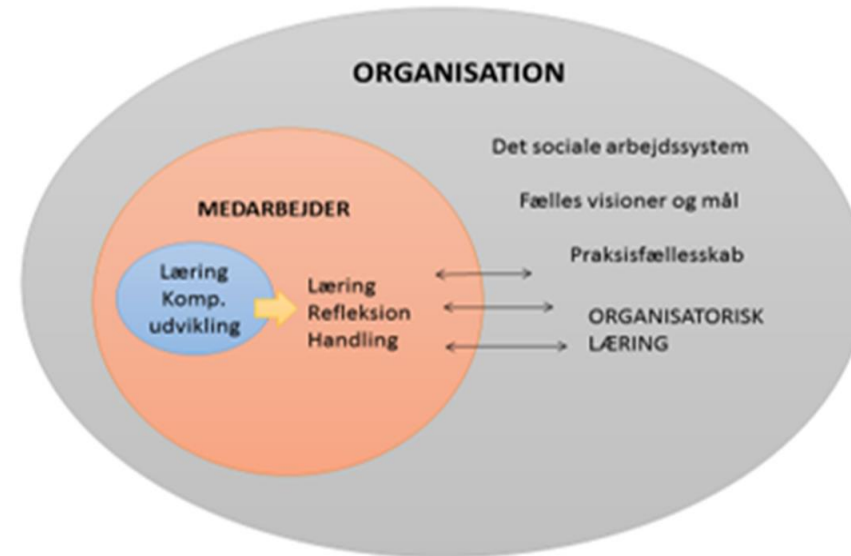 ORGANISATION
Det sociale arbejdssystem
Fælles visioner og mål
Praksisfællesskab
ORGANISATORISK
LÆRING
MEDARBEJDER
Læring
Komp.
udvikling
Læring
Refleksion
Handling